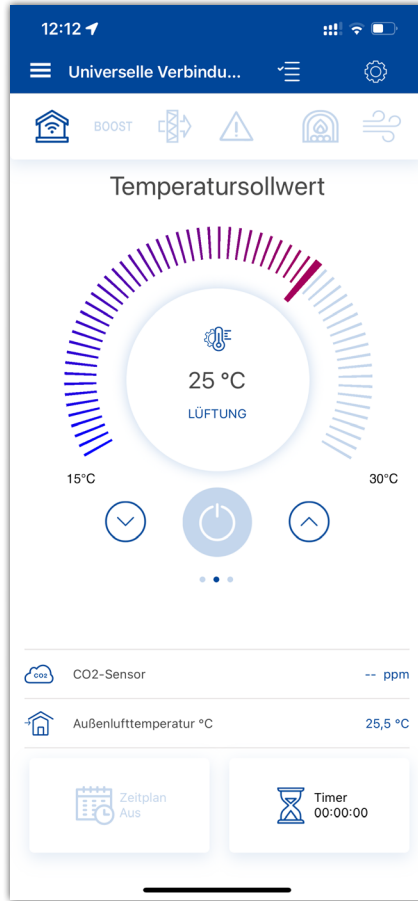 12:12
Universelle Verbindu...
BOOST
Temperatursollwert
25 °C
LÜFTUNG
15°C
30°C
CO2
CO2-Sensor
-- ppm
Außenlufttemperatur °C
25,5 °C
Zeitplan
Aus
Timer
00:00:00